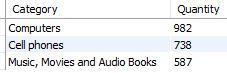 Category Quantity
Computers 982
Cell phones 738
Music, Movies and Audio Books 587